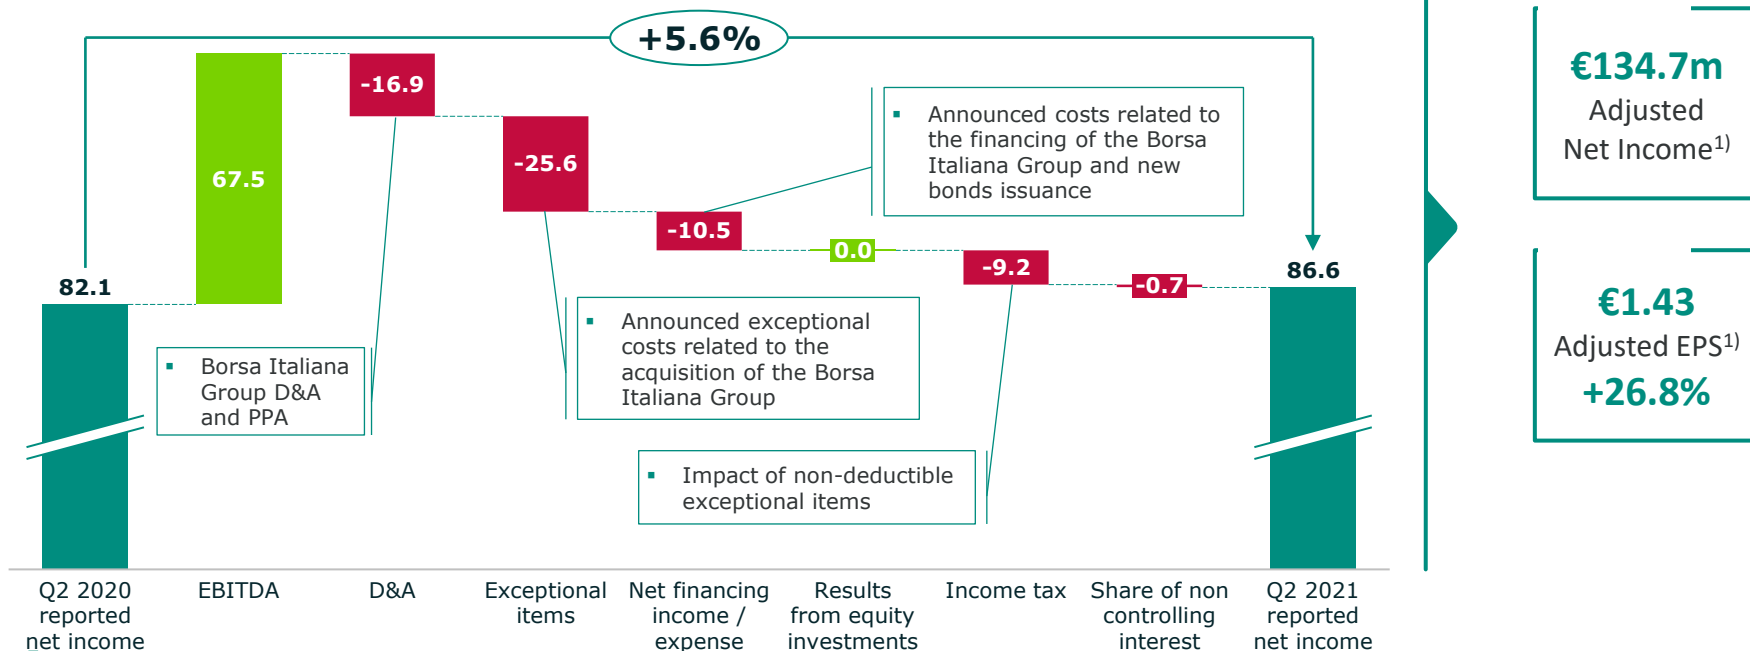 +5.6%
82.1
67.5
-16.9
-25.6
-10.5
0.0
-9.2
-0.7
86.6
▪ Borsa Italiana
Group D&A
and PPA
▪ Announced exceptional
costs related to the
acquisition of the Borsa
Italiana Group
▪ Announced costs related to
the financing of the Borsa
Italiana Group and new
bonds issuance
▪ Impact of non-deductible
exceptional items
Q2 2020
reported
net income
EBITDA
D&A
Exceptional
items
Net financing
income /
expense
Results
from equity
investments
Income tax
Share of non
controlling
interest
Q2 2021
reported
net income
€134.7m
Adjusted
Net Income1)
€1.43
Adjusted EPS1)
+26.8%